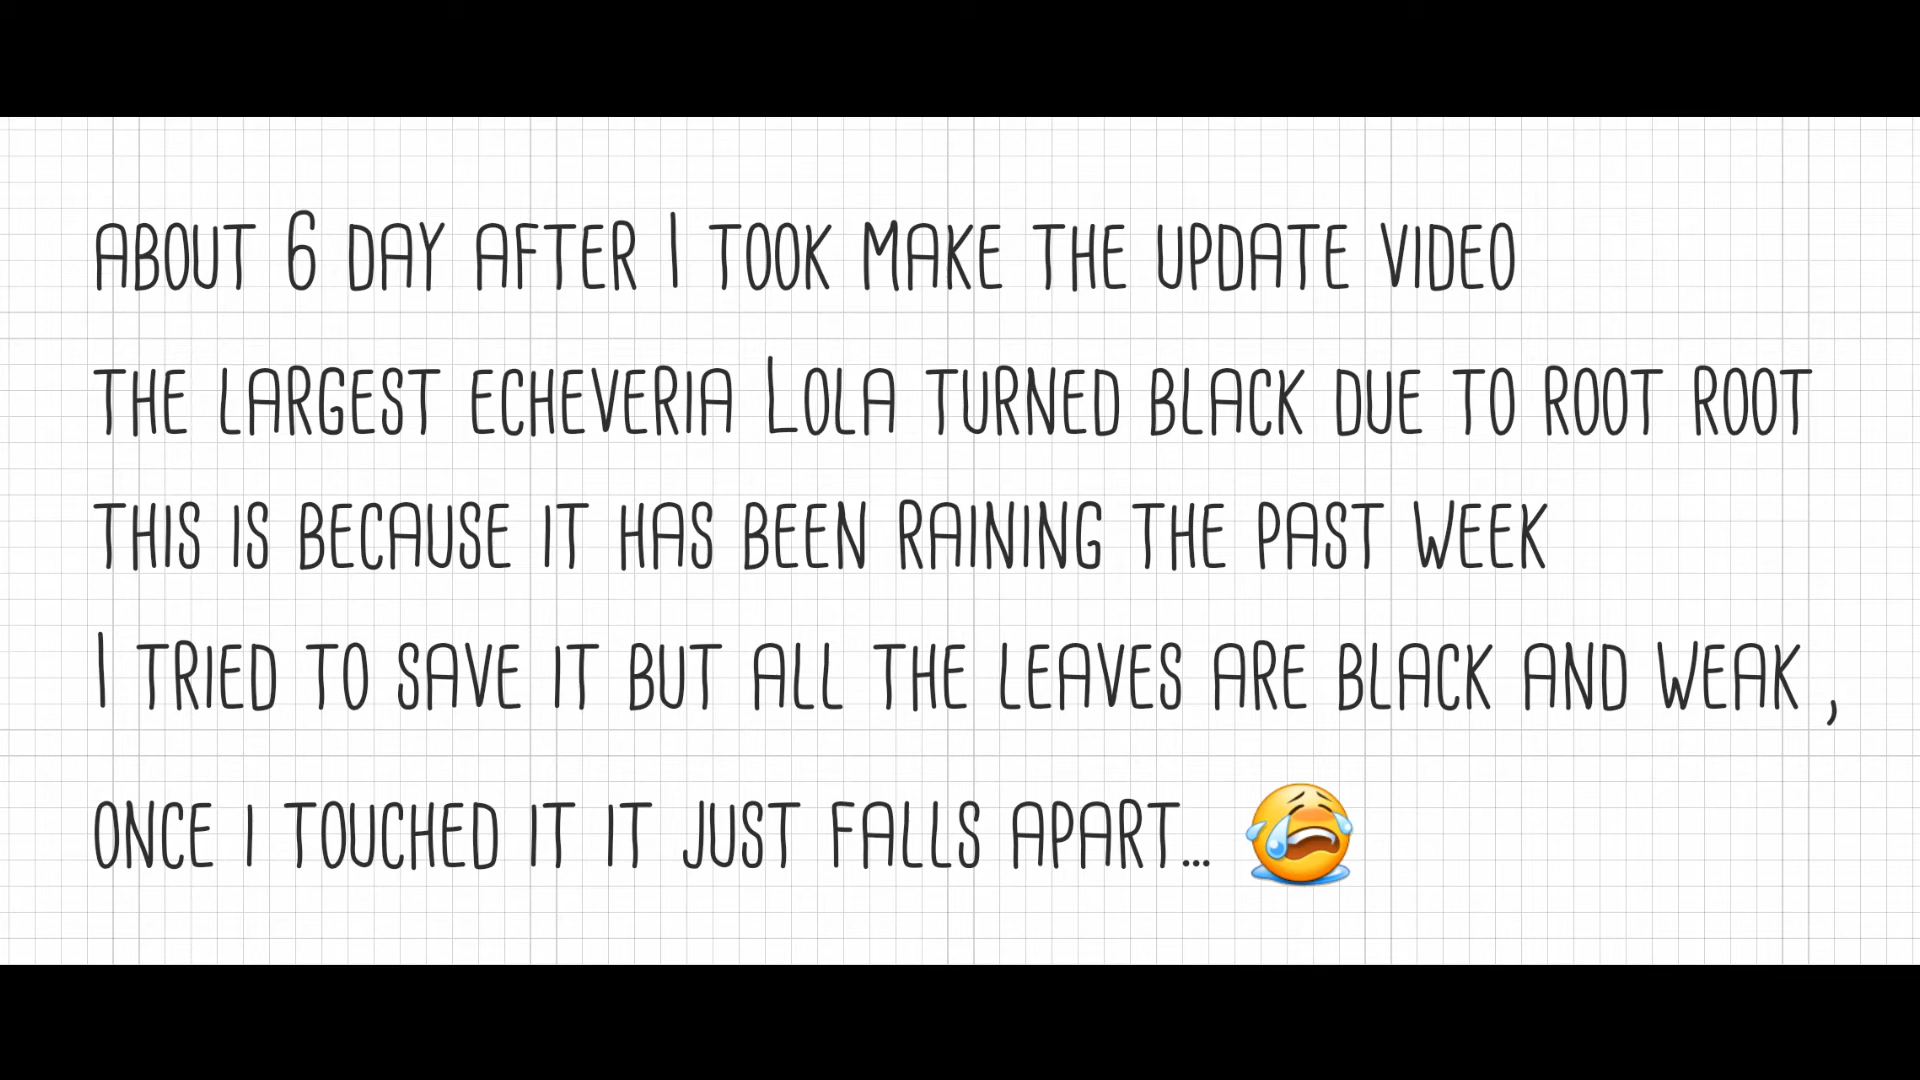 ABOUT 6 DAY AFTER I TOOK MAKE THE UPDATE VIDEO
THE LARGEST ECHEVERIA LOLA TURNED BLACK DUE TO ROOT ROOT
THIS IS BECAUSE IT HAS BEEN RAINING THE PAST WEEK
I TRIED TO SAVE IT BUT ALL THE LEAVES ARE BLACK AND WEAK ,
ONCE I TOUCHED IT IT JUST FALLS APART... 😭